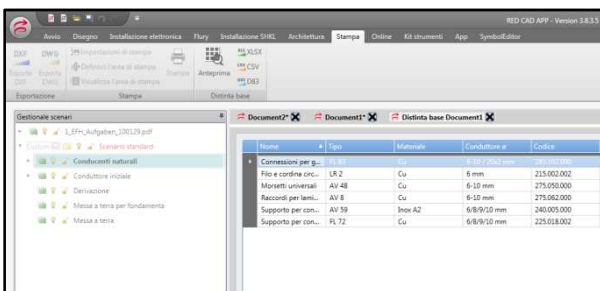 RED CAD APP - Version 3.8.3.5
Avvio Disegno Installazione elettronica Flury Installazione SHKL Architettura Stampa Online Kit strumenti App SymbolEditor
DXF DWG Impostazioni di stampa XLSX
Definisci l'area di stampa CSV
Esporta DXF Esporta DWG Visualizza l'area di stampa Stampa Anteprima DB3
Esportazione Stampa Distinta base
Gestionale scenari Document2* Document1* Distinta base Document1
1_EFH_Aufgaben_100129.pdf
Custom Scenario standard
Nome Tipo Materiale Conduttore ø Codice
Conducenti naturali
Connessioni per g... Cu
Conduttore iniziale
Filo e cordina circ... LR 2 Cu 6 mm 215.002.002
Morsetti universali AV 48 Cu 6-10 mm 275.050.000
Derivazione
Raccordi per lami... AV 8 Cu 6-10 mm 275.062.000
Messa a terra per fondamenta
Supporto per con... AV 59 Inox A2 6/8/9/10 mm 240.005.000
Messa a terra
Supporto per con... FL 72 Cu 6/8/9/10 mm 225.018.002